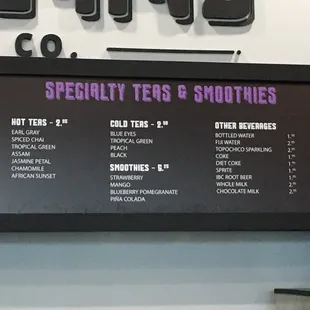 CO.
SPECIALTY TEAS & SMOOTHIES
HOT TEAS - 2.50
EARL GRAY
SPICED CHAI
TROPICAL GREEN
ASSAM
JASMINE PETAL
CHAMOMILE
AFRICAN SUNSET
COLD TEAS - 2.50
BLUE EYES
TROPICAL GREEN
PEACH
BLACK
SMOOTHIES -
STRAWBERRY
MANGO
BLUEBERRY POMEGRANATE
PIÑA COLADA
OTHER BEVERAGES
BOTTLED WATER
FIJI WATER
TOPOCHICO SPARKLING
COKE
DIET COKE
SPRITE
IBC ROOT BEER
WHOLE MILK
CHOCOLATE MILK